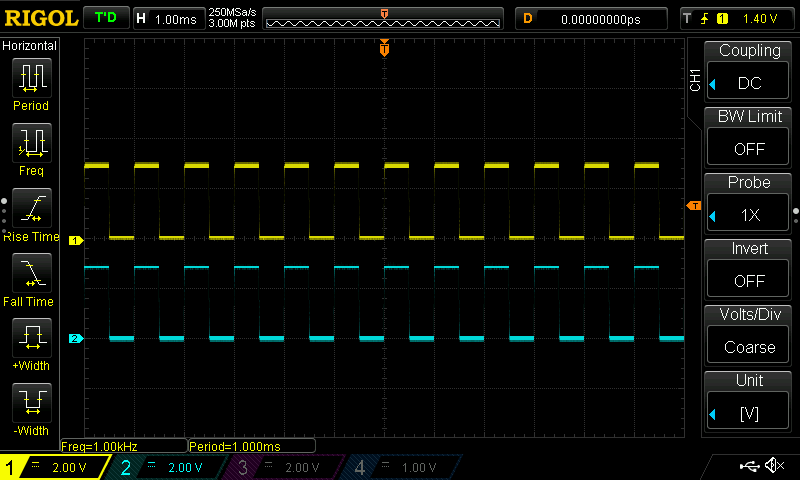 RIGOL T'D H 1.00ms 250MSa/s 3.00M pts T D 0.00000000ps T 1 1.40 V
Horizontal
Period
Freq
Rise Time
Fall Time
+Width
-Width
T
1
2
T
CH1
Coupling
DC
BW Limit
OFF
Probe
1X
Invert
OFF
Volts/Div
Coarse
Unit
[V]
Freq=1.00kHz Period=1.000ms
1 = 2.00 V 2 = 2.00 V 3 = 2.00 V 4 = 1.00 V